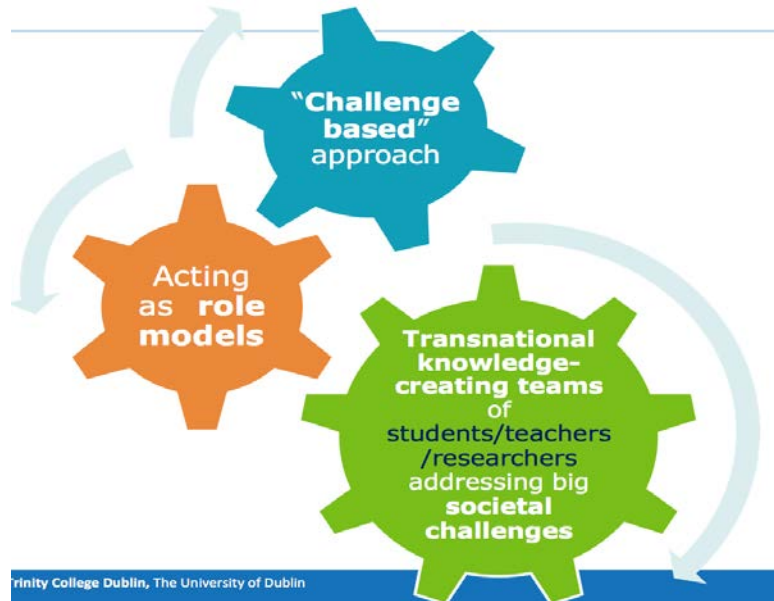 "Challenge
based"
approach
Acting
as role
models
Transnational
knowledge-
creating teams
of
students/teachers
/researchers
addressing big
societal
challenges
rinity College Dublin, The University of Dublin